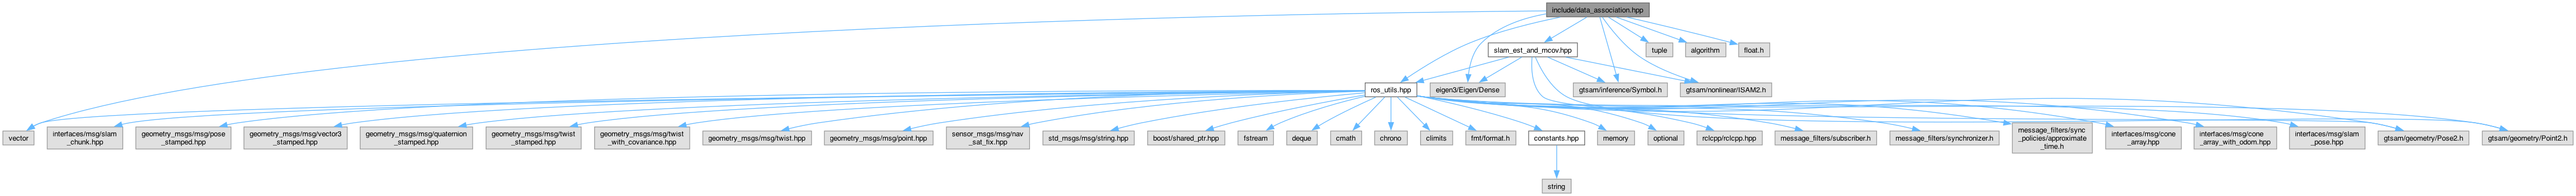 include/data_association.hpp
slam_est_and_mcov.hpp
tuple
algorithm
float.h
ros_utils.hpp
eigen3/Eigen/Dense
gtsam/inference/Symbol.h
gtsam/nonlinear/ISAM2.h
vector
interfaces/msg/slam
_chunk.hpp
geometry_msgs/msg/pose
_stamped.hpp
geometry_msgs/msg/vector3
_stamped.hpp
geometry_msgs/msg/quaternion
_stamped.hpp
geometry_msgs/msg/twist
_stamped.hpp
geometry_msgs/msg/twist
_with_covariance.hpp
geometry_msgs/msg/twist.hpp
geometry_msgs/msg/point.hpp
sensor_msgs/msg/nav
_sat_fix.hpp
std_msgs/msg/string.hpp
boost/shared_ptr.hpp
fstream
deque
cmath
chrono
climits
fmt/format.h
constants.hpp
memory
optional
rclcpp/rclcpp.hpp
message_filters/subscriber.h
message_filters/synchronizer.h
message_filters/sync
_policies/approximate
_time.h
interfaces/msg/cone
_array.hpp
interfaces/msg/cone
_array_with_odom.hpp
interfaces/msg/slam
_pose.hpp
gtsam/geometry/Pose2.h
gtsam/geometry/Point2.h
string